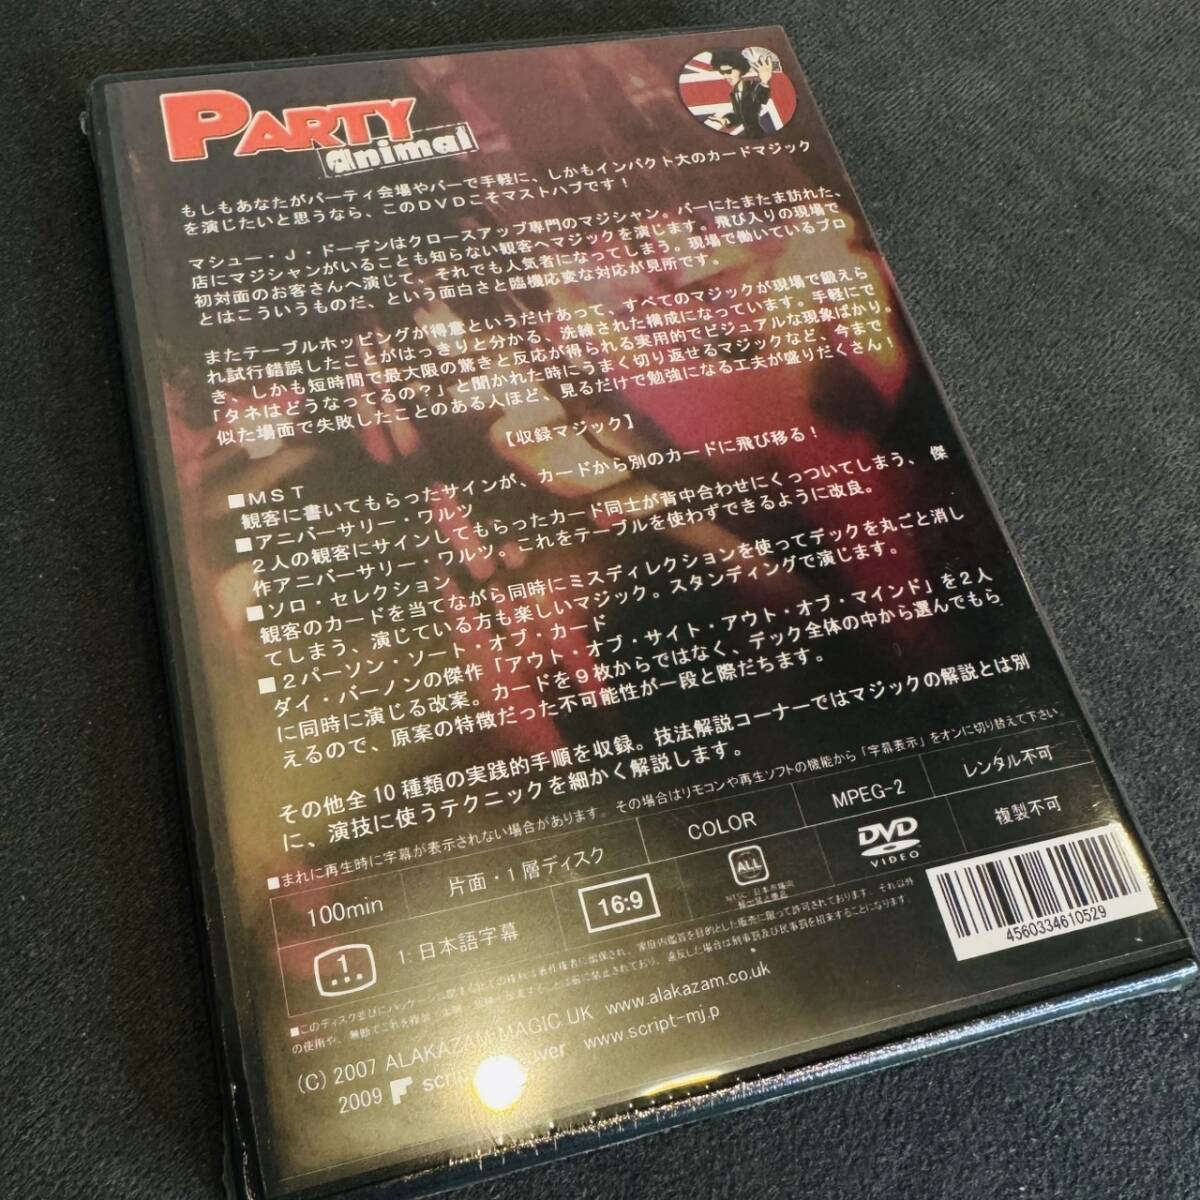 PARTY
animal
もしもあなたがパーティ会場やバーで手軽に、しかもインパクト大のカードマジック
を演じたいと思うなら、このDVDこそマストハブです!
マシュー・J・ドーデンはクロースアップ専門のマジシャン。バーにたまたま訪れた、
店にマジシャンがいることも知らない観客へマジックを演じます。飛び入りの現場で
初対面のお客さんへ演じて、それでも人気者になってしまう。現場で働いているプロ
とはこういうものだ、という面白さと臨機応変な対応が見所です。
またテーブルホッピングが得意というだけあって、すべてのマジックが現場で鍛えら
れ試行錯誤したことがはっきりと分かる、洗練された構成になっています。手軽にで
き、しかも短時間で最大限の驚きと反応が得られる実用的でビジュアルな現象ばかり。
「タネはどうなってるの?」と聞かれた時にうまく切り返せるマジックなど、今まで
似た場面で失敗したことのある人ほど、見るだけで勉強になる工夫が盛りだくさん!
【収録マジック】
■MST
観客に書いてもらったサインが、カードから別のカードに飛び移る!
■アニバーサリー・ワルツ
2人の観客にサインしてもらったカード同士が背中合わせにくっついてしまう、傑
作アニバーサリー・ワルツ。これをテーブルを使わずできるように改良。
■ソロ・セレクション
観客のカードを当てながら同時にミスディレクションを使ってデックを丸ごと消し
てしまう、演じている方も楽しいマジック。スタンディングで演じます。
■2パーソン・ソート・オブ・カード
ダイ・バーノンの傑作「アウト・オブ・サイト・アウト・オブ・マインド」を2人
に同時に演じる改案。カードを9枚からではなく、デック全体の中から選んでもら
えるので、原案の特徴だった不可能性が一段と際だちます。
その他全10種類の実践的手順を収録。技法解説コーナーではマジックの解説とは別
に、演技に使うテクニックを細かく解説します。
■まれに再生時に字幕が表示されない場合があります。その場合はリモコンや再生ソフトの機能から「字幕表示」をオンに切り替えて下さい。
100min 片面・1層ディスク COLOR MPEG-2 レンタル不可
1: 日本語字幕 16:9 ALL DVD VIDEO 複製不可
4560334610529
(C) 2007 ALAKAZAM MAGIC UK www.alakazam.co.uk
2009 www.script-mj.jp